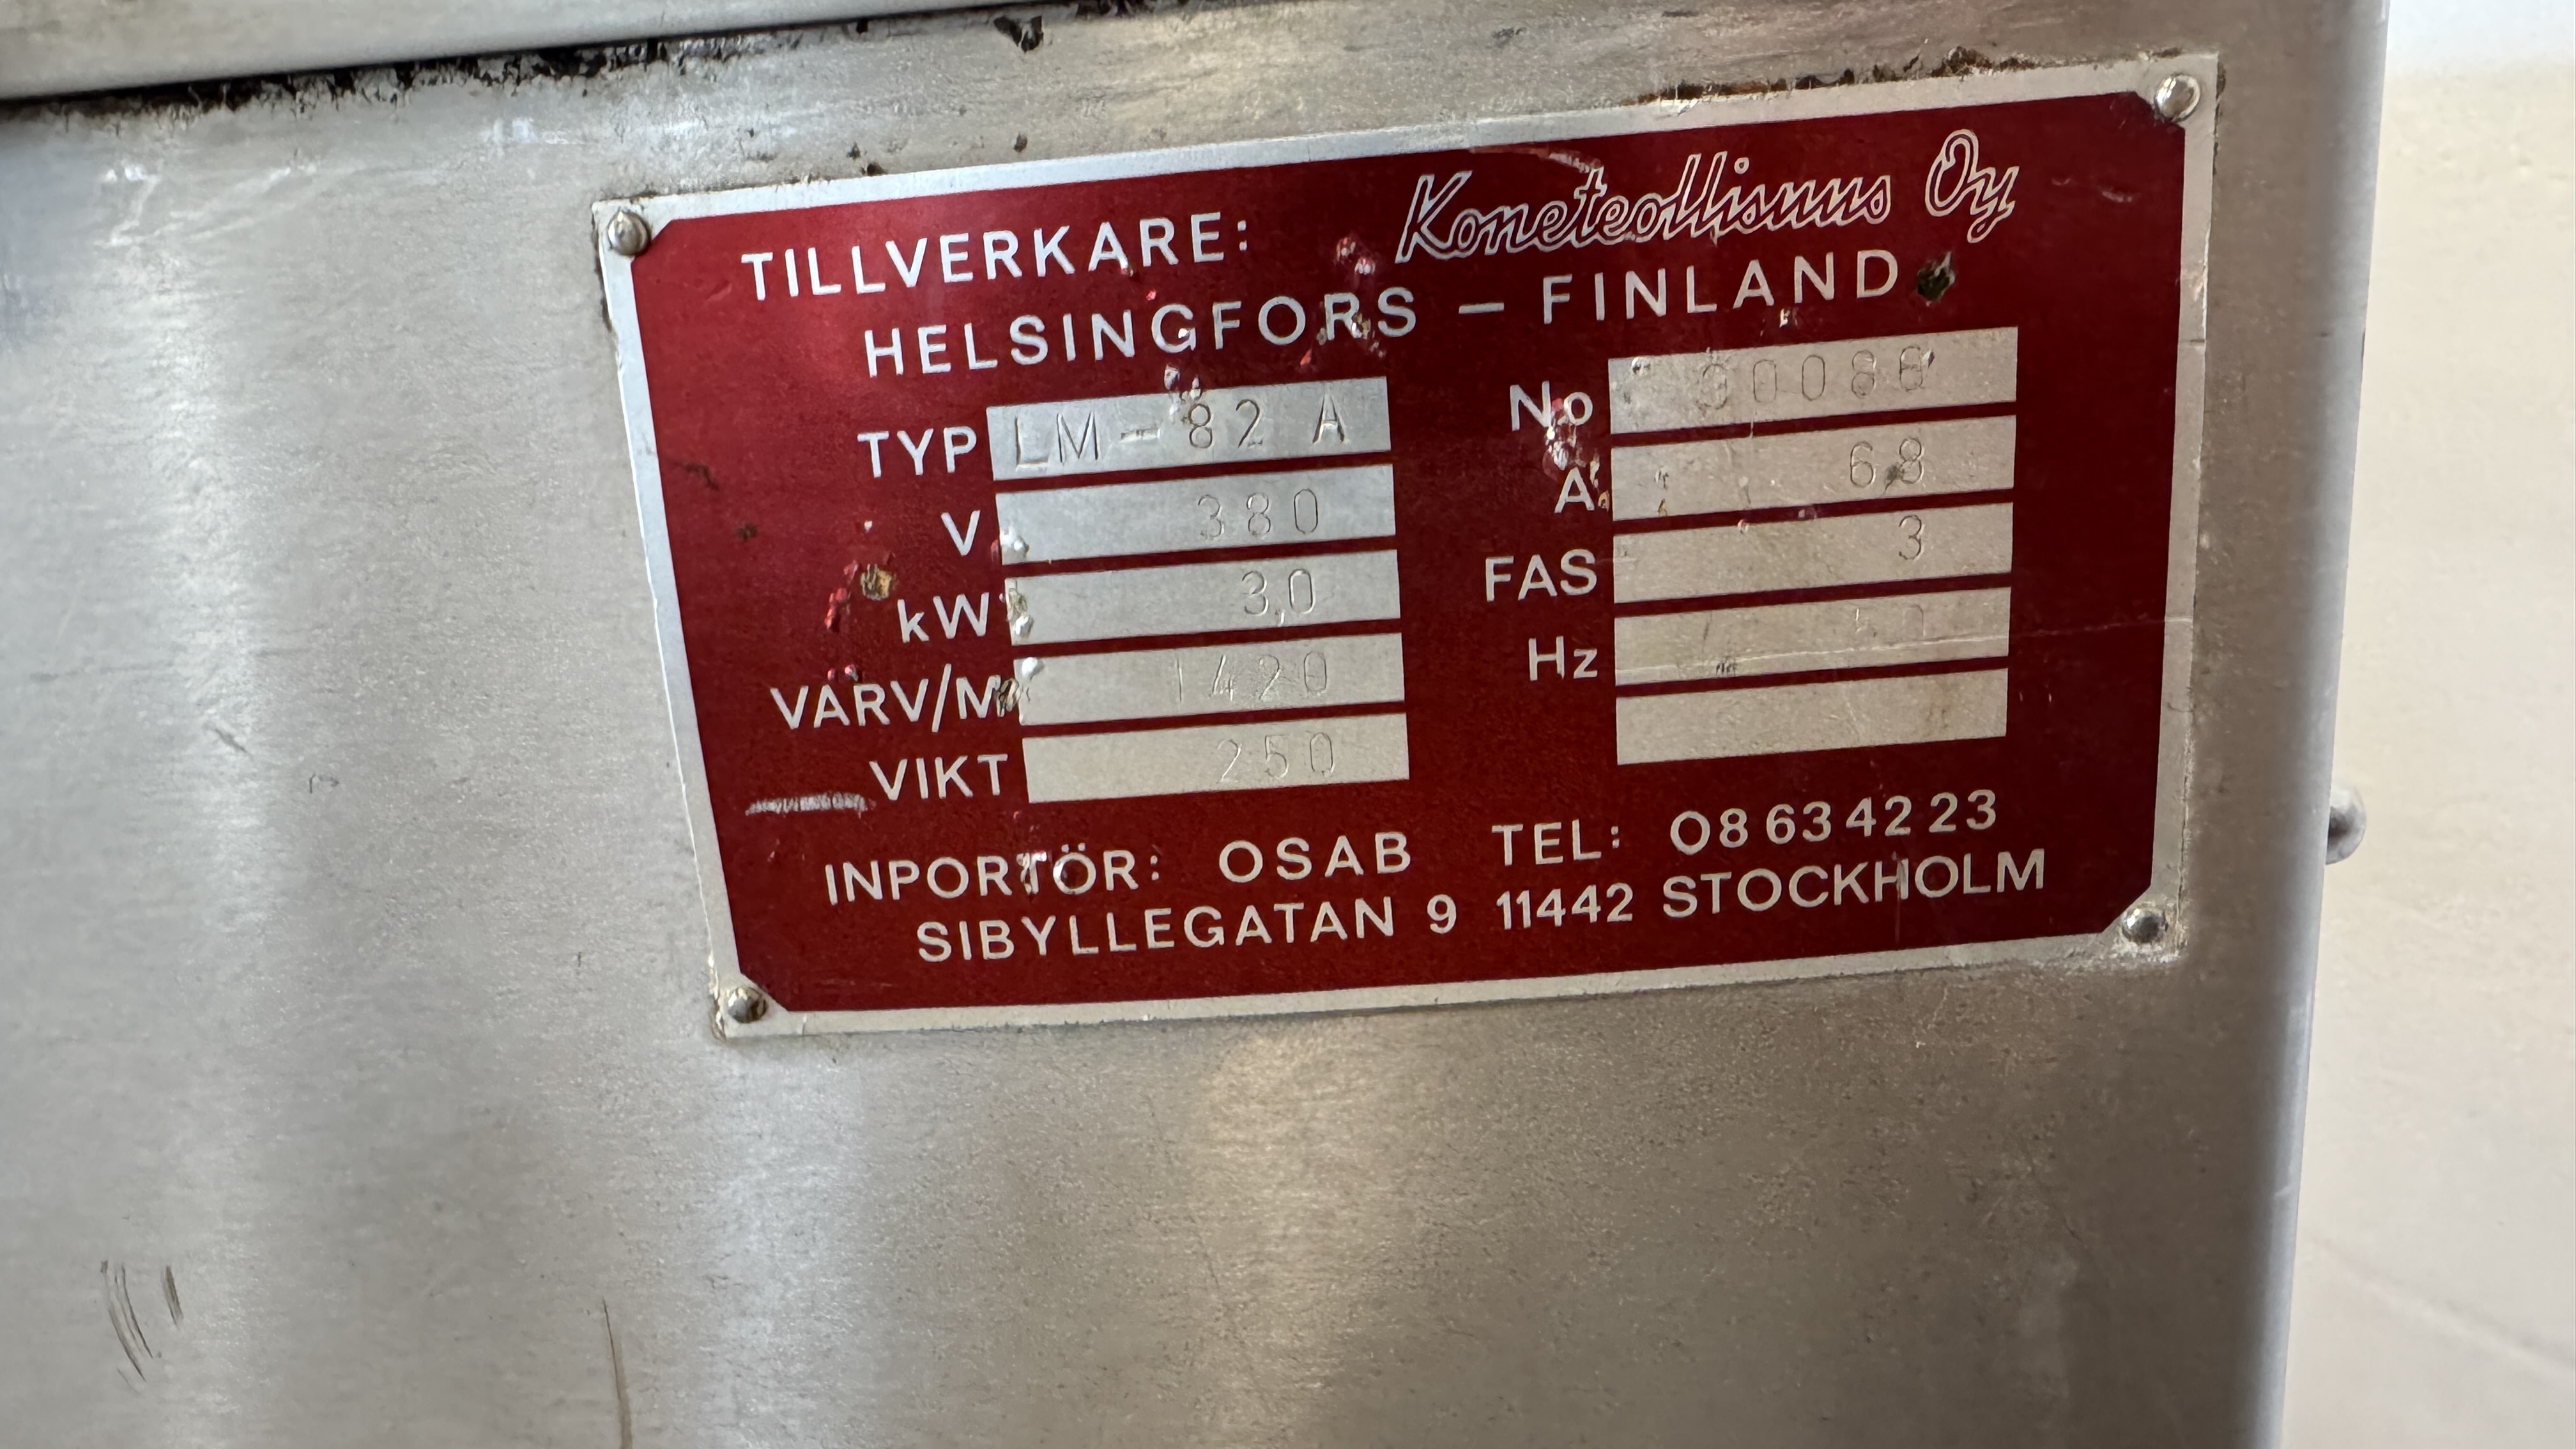 TILLVERKARE: Koneteollisuus Oy
HELSINGFORS — FINLAND
TYP LM-82 A No
V 380 A 68
kW 3,0 FAS 3
VARV/M 1420 Hz 50
VIKT 250
INPORTÖR: OSAB TEL: 08 63 42 23
SIBYLLEGATAN 9 11442 STOCKHOLM